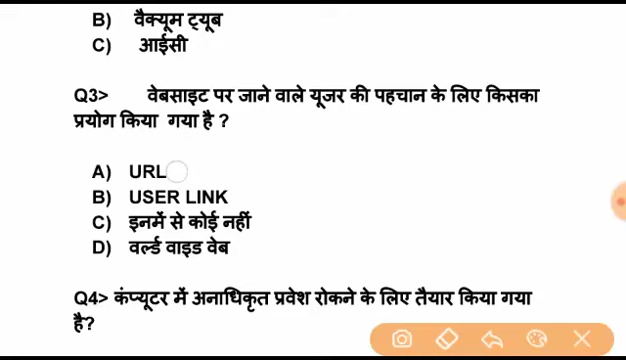 B) वैक्यूम ट्यूब
C) आईसी
Q3> वेबसाइट पर जाने वाले यूजर की पहचान के लिए किसका
प्रयोग किया गया है ?
A) URL
B) USER LINK
C) इनमें से कोई नहीं
D) वर्ल्ड वाइड वेब
Q4> कंप्यूटर में अनाधिकृत प्रवेश रोकने के लिए तैयार किया गया
है?